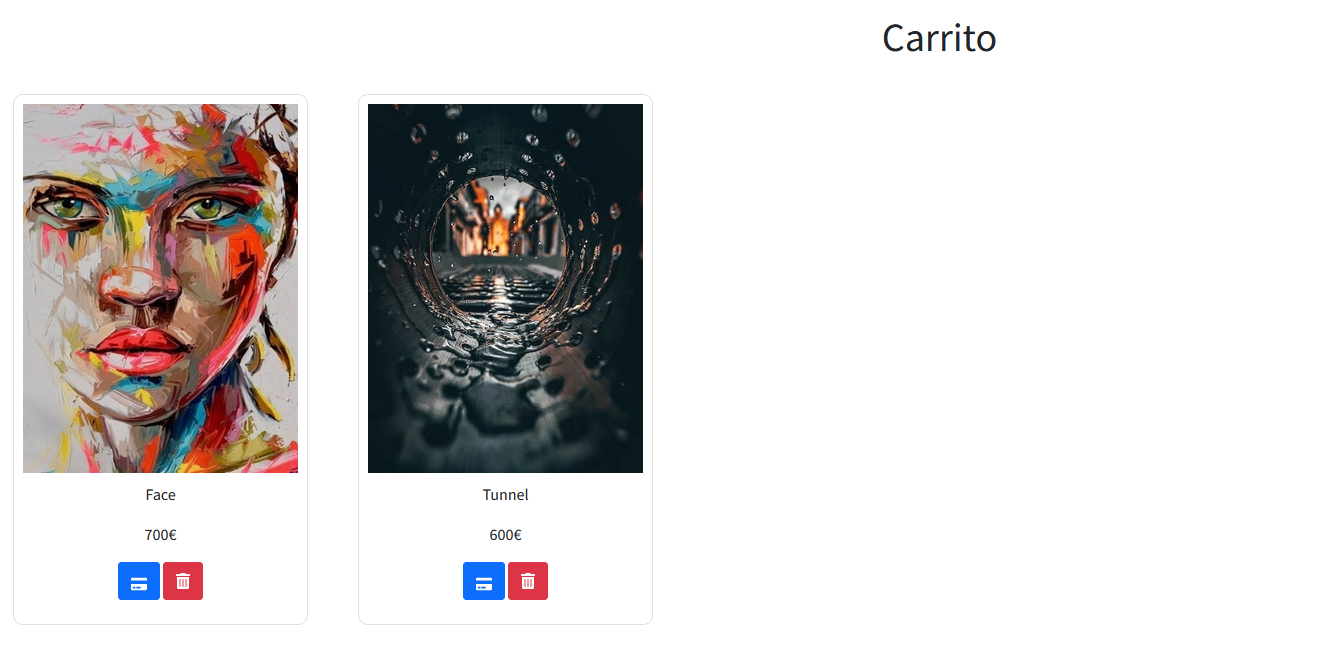 Carrito
Face
700€
Tunnel
600€